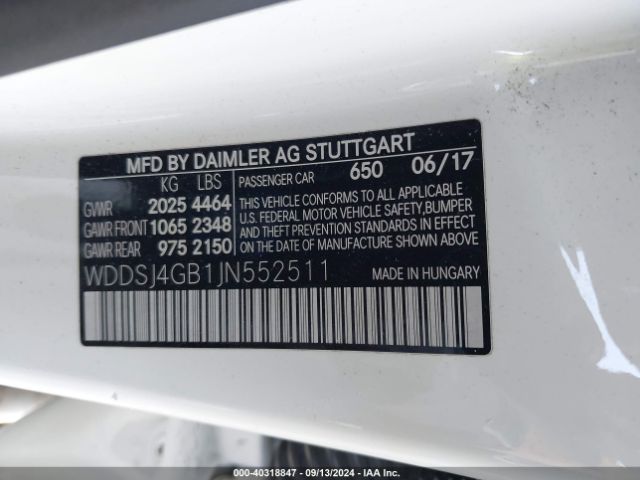 MFD BY DAIMLER AG STUTTGART
KG LBS PASSENGER CAR 650 06/17
GVWR 2025 4464
GAWR FRONT 1065 2348
GAWR REAR 975 2150
THIS VEHICLE CONFORMS TO ALL APPLICABLE
U.S. FEDERAL MOTOR VEHICLE SAFETY, BUMPER
AND THEFT PREVENTION STANDARDS IN EFFECT
ON THE DATE OF MANUFACTURE SHOWN ABOVE
WDDSJ4GB1JN552511 MADE IN HUNGARY
000-40318847 - 09/13/2024 - IAA Inc.